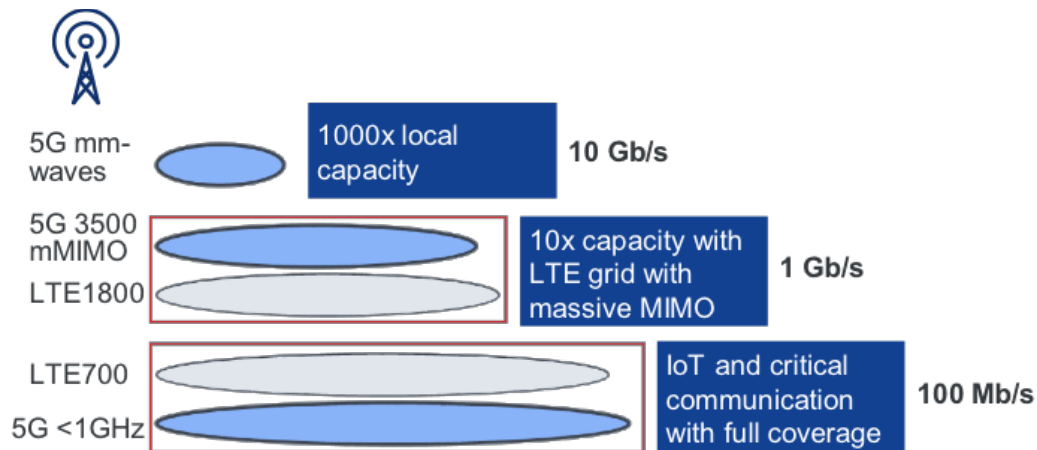 5G mm-
waves
1000x local
capacity
10 Gb/s
5G 3500
mMIMO
LTE1800
10x capacity with
LTE grid with
massive MIMO
1 Gb/s
LTE700
5G <1GHz
IoT and critical
communication
with full coverage
100 Mb/s